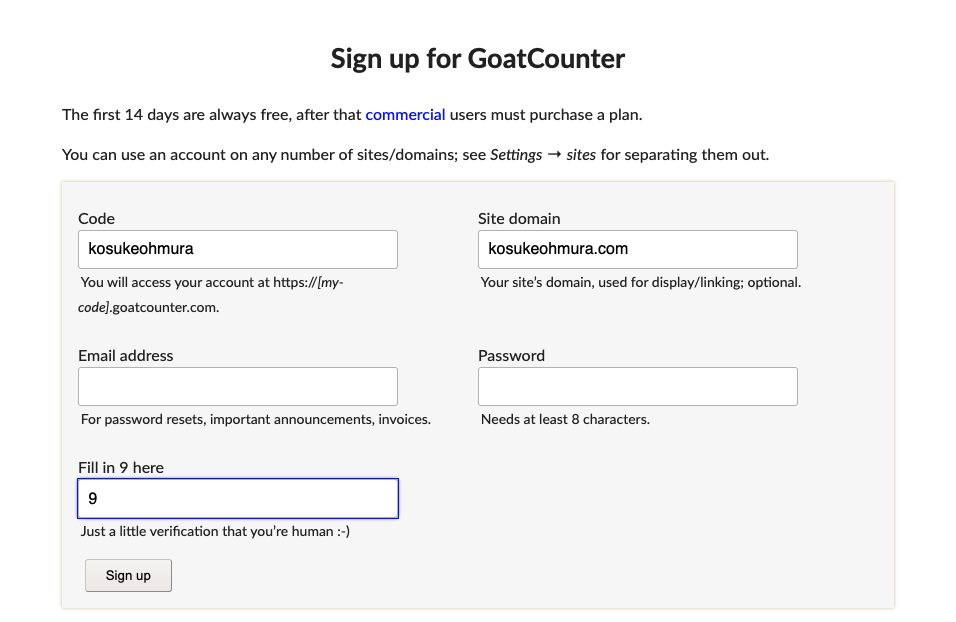 Sign up for GoatCounter
The first 14 days are always free, after that commercial users must purchase a plan.
You can use an account on any number of sites/domains; see Settings → sites for separating them out.
Code
kosukeohmura
You will access your account at https://[my-
code].goatcounter.com.
Site domain
kosukeohmura.com
Your site’s domain, used for display/linking; optional.
Email address
For password resets, important announcements, invoices.
Password
Needs at least 8 characters.
Fill in 9 here
9
Just a little verification that you’re human :-)
Sign up